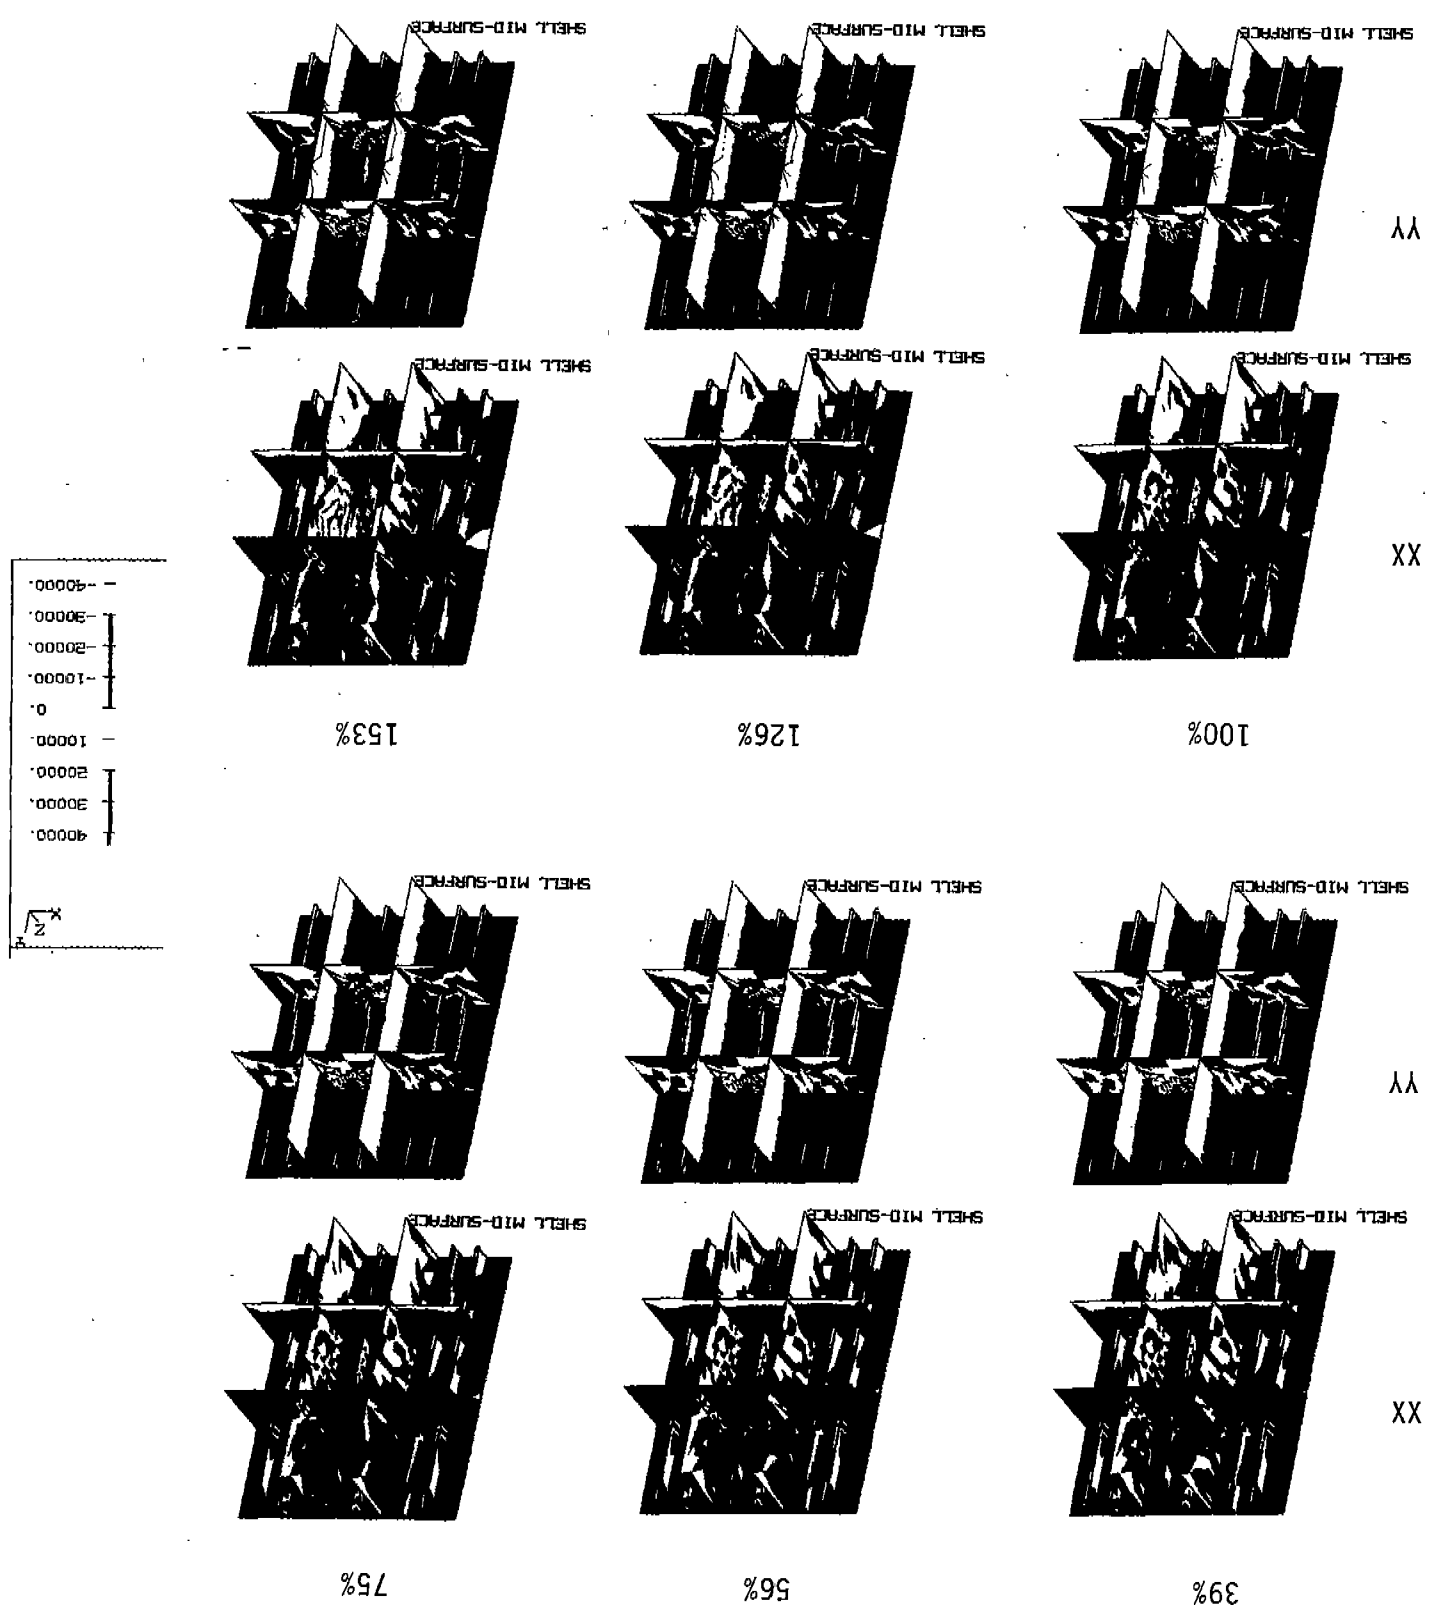 39%
56%
75%
XX
SHELL MID-SURFACE
SHELL MID-SURFACE
SHELL MID-SURFACE
YY
SHELL MID-SURFACE
SHELL MID-SURFACE
SHELL MID-SURFACE
100%
126%
153%
XX
SHELL MID-SURFACE
SHELL MID-SURFACE
SHELL MID-SURFACE
YY
SHELL MID-SURFACE
SHELL MID-SURFACE
SHELL MID-SURFACE
Z
X
40000.
30000.
20000.
10000.
0.
-10000.
-20000.
-30000.
-40000.